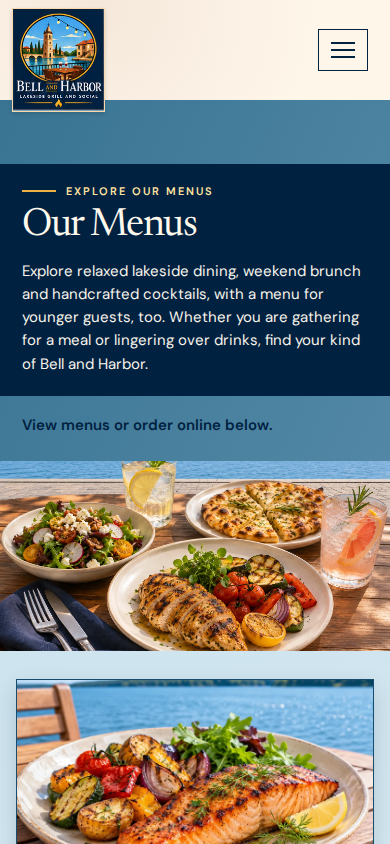 BELL AND HARBOR
LAKESIDE GRILL AND SOCIAL
EXPLORE OUR MENUS
Our Menus
Explore relaxed lakeside dining, weekend brunch
and handcrafted cocktails, with a menu for
younger guests, too. Whether you are gathering
for a meal or lingering over drinks, find your kind
of Bell and Harbor.
View menus or order online below.